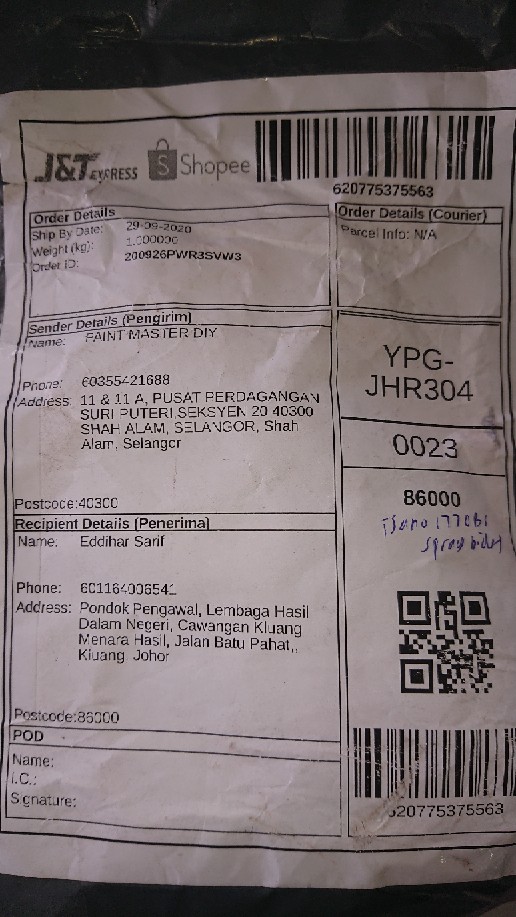 J&T EXPRESS Shopee
620775375563
Order Details
Ship By Date: 29-09-2020
Weight (kg): 1.000000
Order ID: 200926PWR3SVW3
Order Details (Courier)
Parcel Info: N/A
Sender Details (Pengirim)
Name: PAINT MASTER DIY
Phone: 60355421688
Address: 11 & 11 A, PUSAT PERDAGANGAN
SURI PUTERI,SEKSYEN 20 40300
SHAH ALAM, SELANGOR, Shah
Alam, Selangor
Postcode:40300
YPG-
JHR304
0023
86000
spray
Recipient Details (Penerima)
Name: Eddihar Sarif
Phone: 601164006541
Address: Pondok Pengawal, Lembaga Hasil
Dalam Negeri, Cawangan Kluang
Menara Hasil, Jalan Batu Pahat,,
Kluang, Johor
Postcode:86000
POD
Name:
I.C.:
Signature:
620775375563